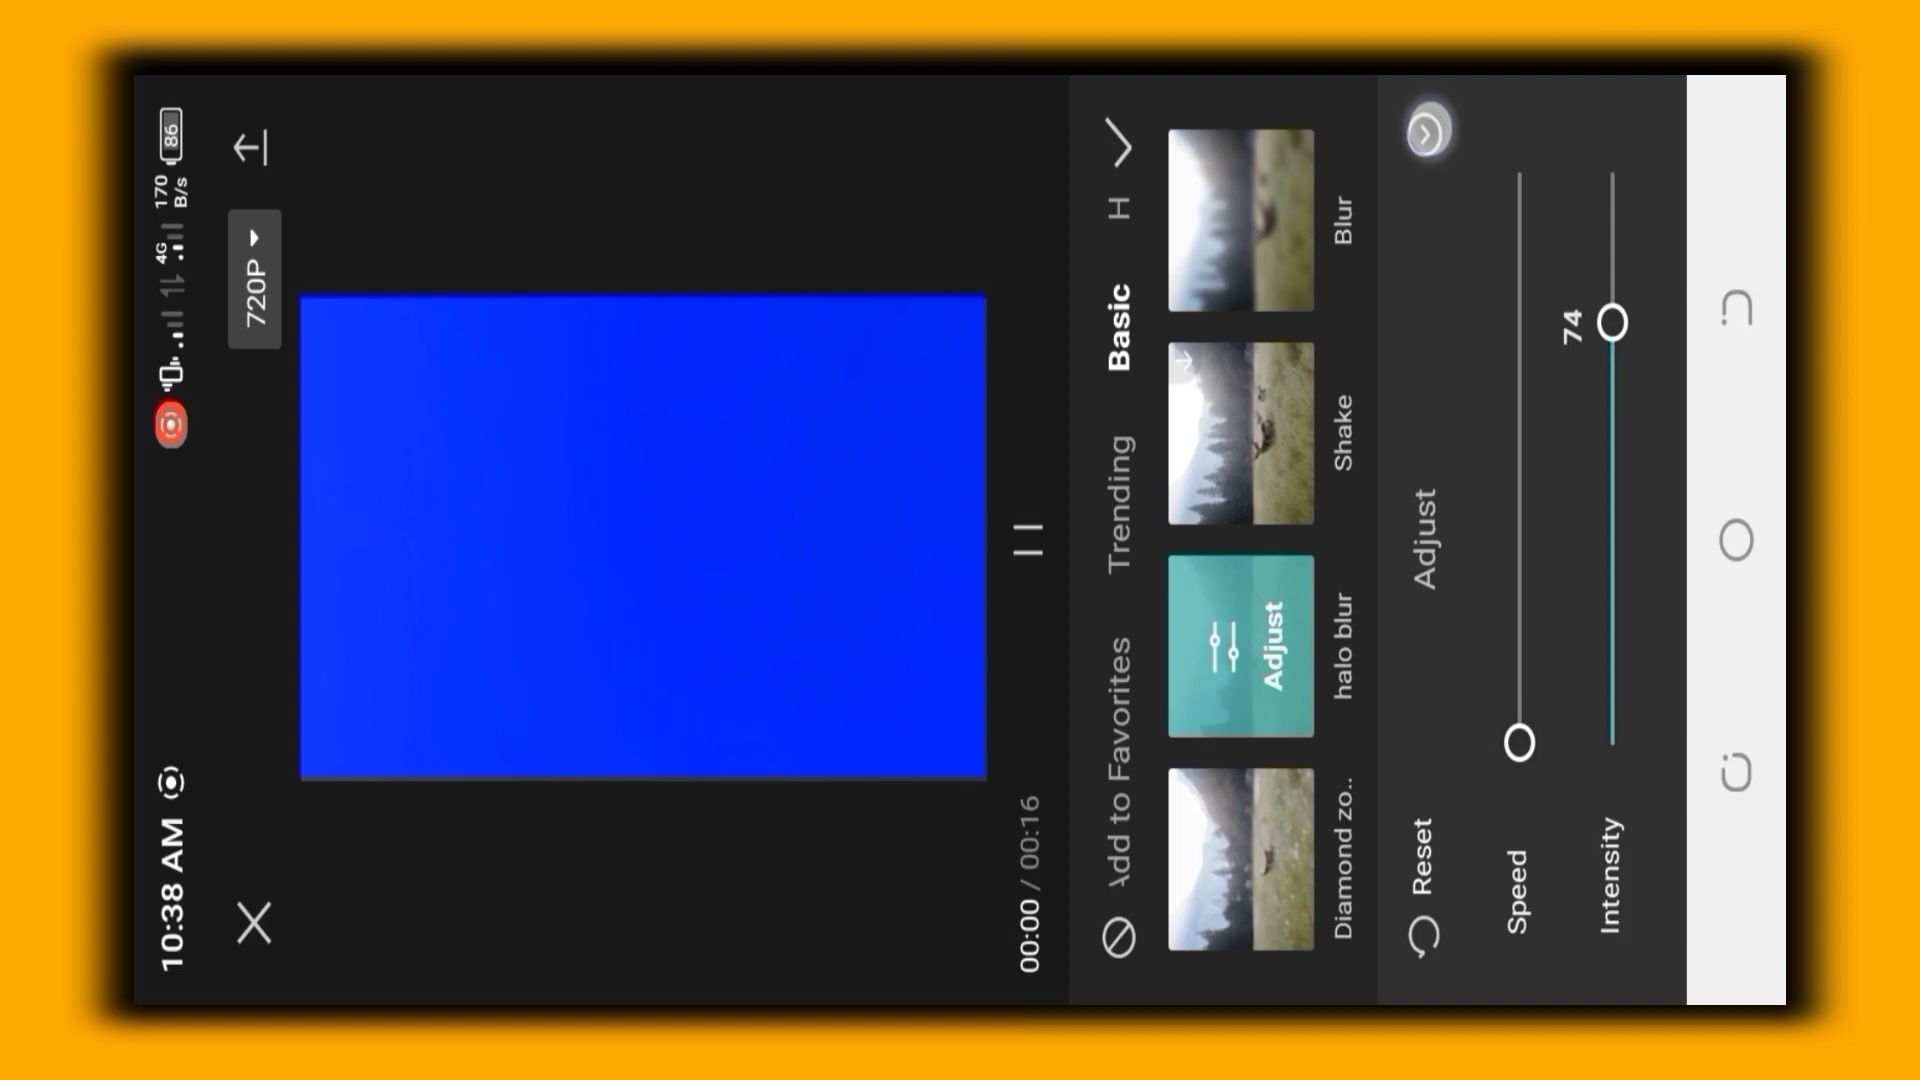 10:38 AM
4G 170 B/s 86
720P
00:00 / 00:16
Add to Favorites Trending Basic H
Adjust
Diamond zo.. halo blur Shake Blur
Reset Adjust
Speed
74
Intensity